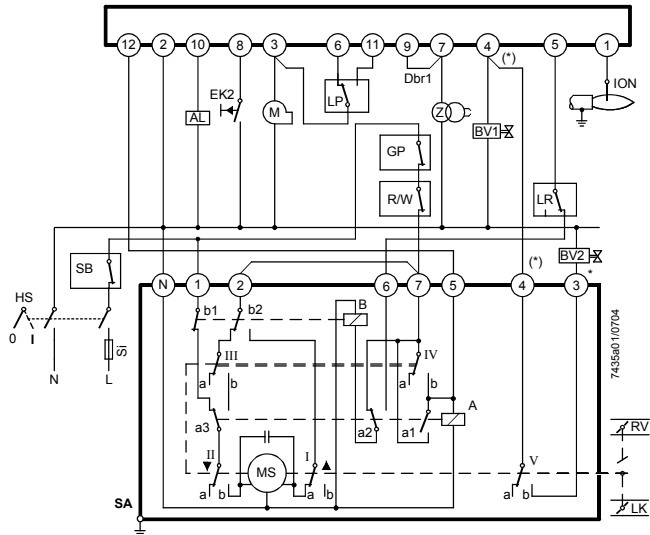 12 2 10 8 3 6 11 9 7 4 (*) 5 1
Dbr1
ION
EK2
LP
AL
M
Z
BV1
GP
R/W
LR
SB
BV2
(*)
*
HS
N 1 2 6 7 5 4 3
0 I
Si
b1 b2
B
N L
III
IV
a b
a b
A
a3
a2
a1
II
I
V
MS
a b
a b
a b
SA
RV
LK
7435a01/0704